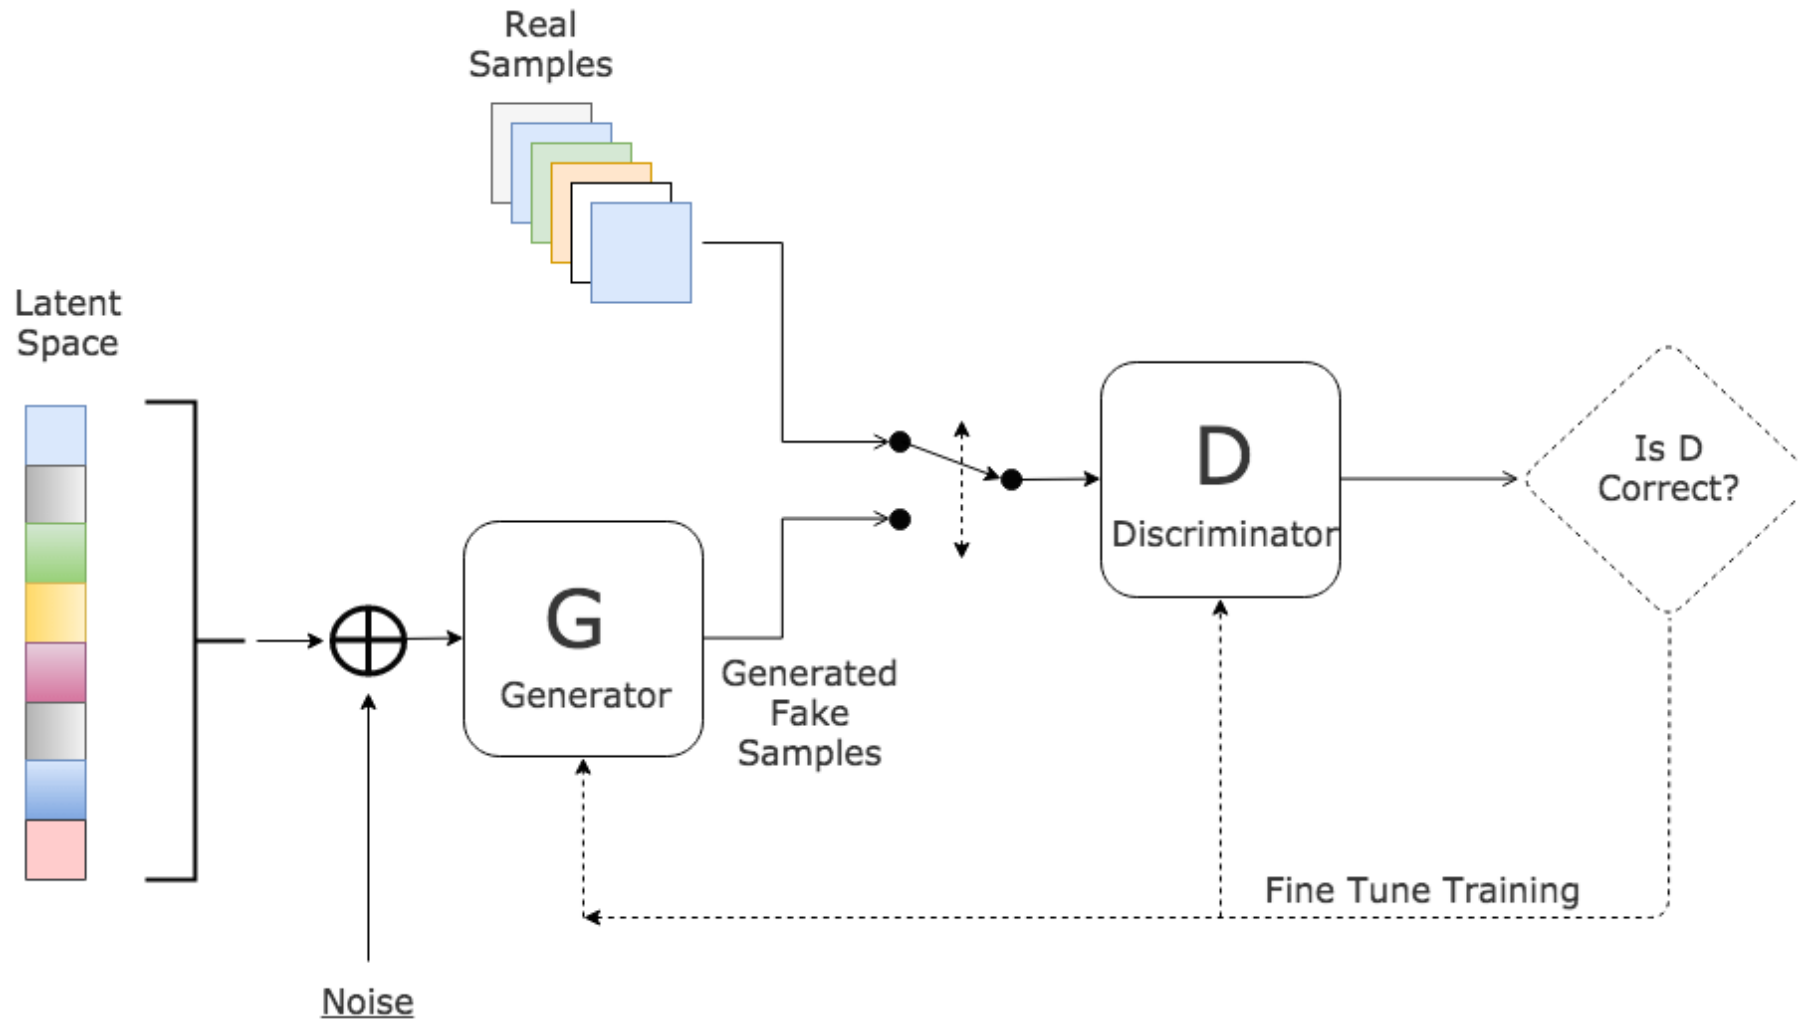 Real
Samples
Latent
Space
Is D
Correct?
D
Discriminator
G
Generator
Generated
Fake
Samples
Fine Tune Training
Noise